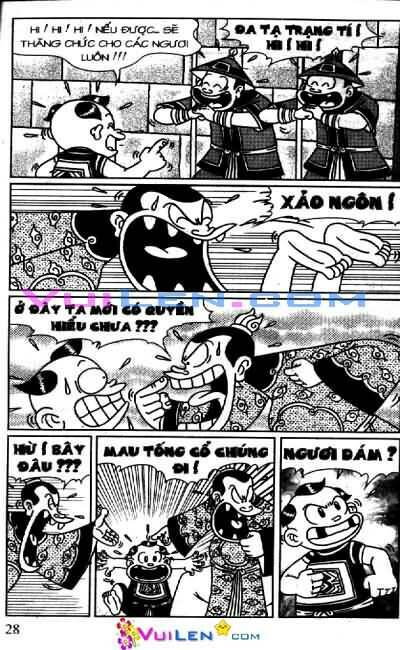 HI! HI! HI! NẾU ĐƯỢC... SẼ
THĂNG CHỨC CHO CÁC NGƯƠI
LUÔN!!!
ĐA TẠ TRẠNG TÍ!
HI! HI!
XẢO NGÔN!
Ở ĐÂY TA MỚI CÓ QUYỀN
HIỂU CHƯA???
HỪ! BÂY
ĐÂU???
MAU TỐNG CỔ CHÚNG
ĐI!
NGƯƠI DÁM?
VUILEN.COM
28
VUILEN.COM